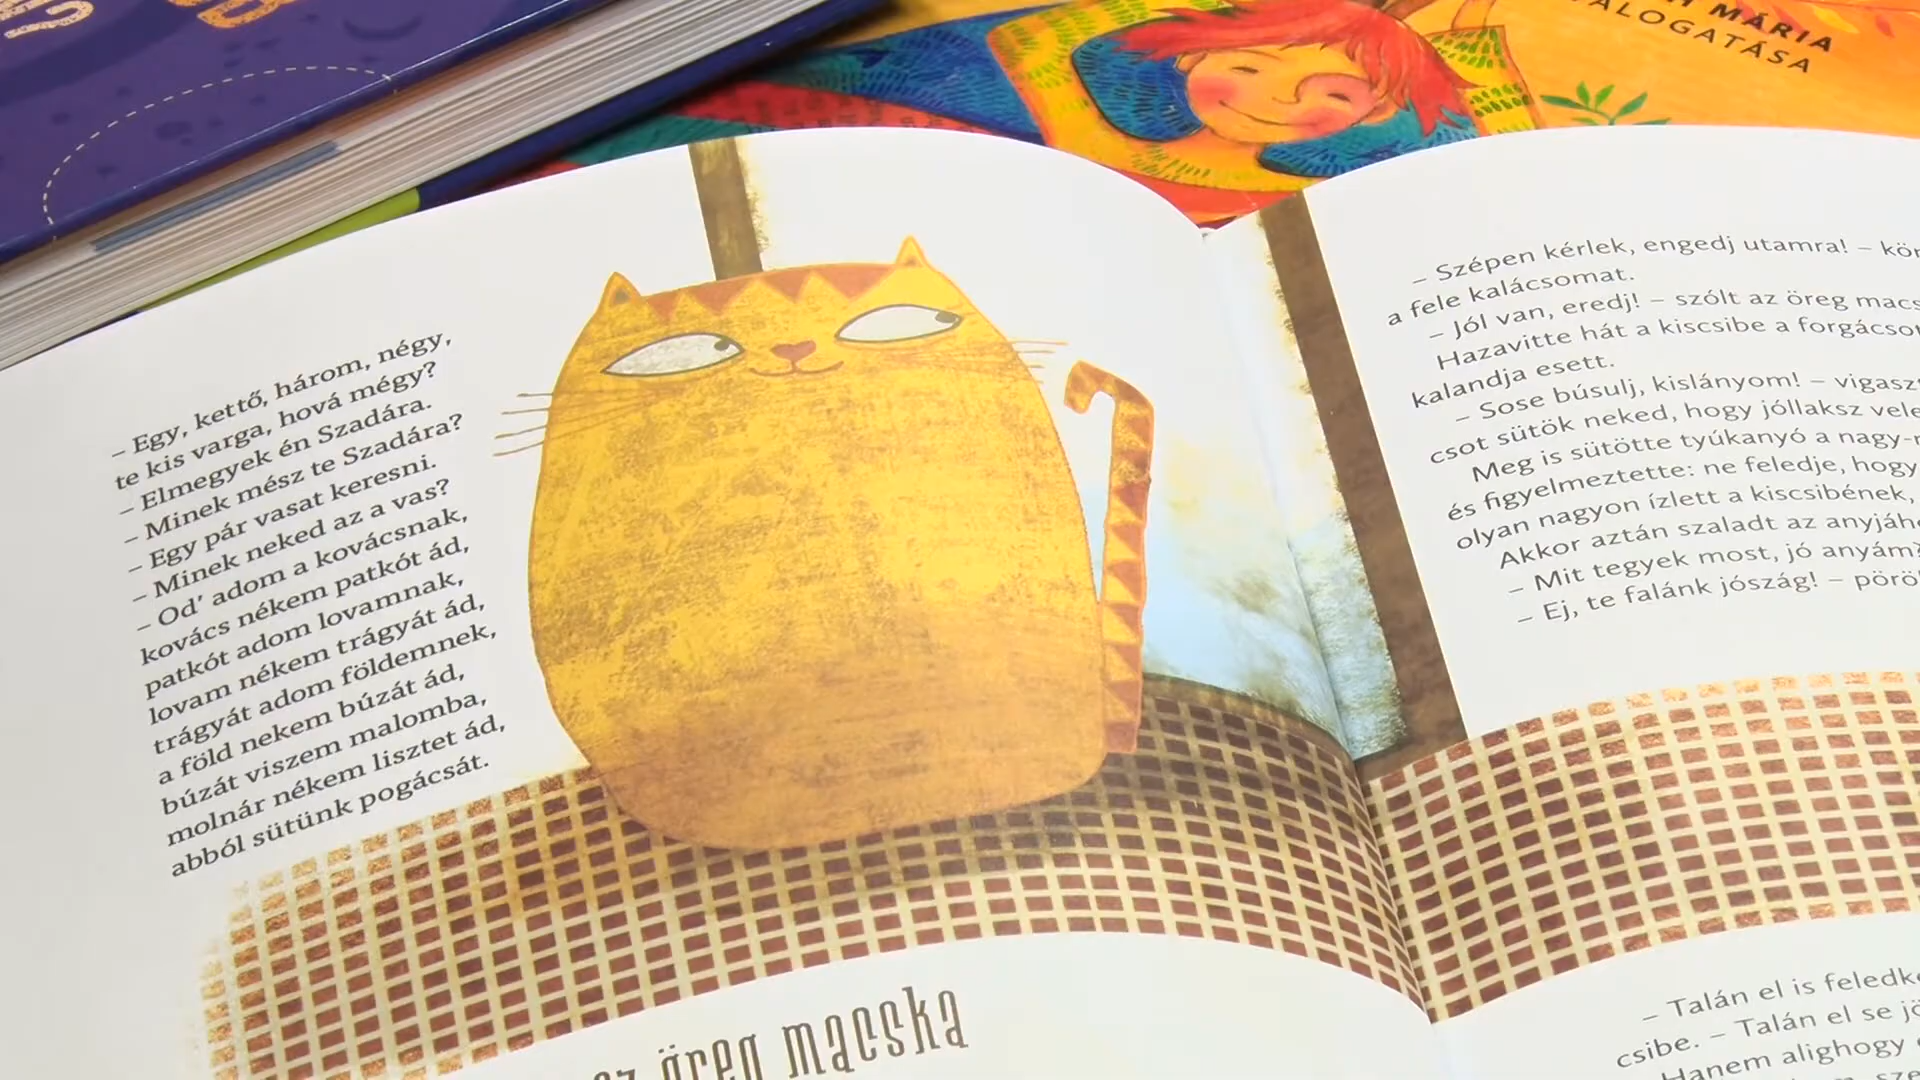 MÁRIA
VÁLOGATÁSA
– Egy, kettő, három, négy,
te kis varga, hová mégy?
– Elmegyek én Szadára.
– Minek mész te Szadára?
– Egy pár vasat keresni.
– Minek neked az a vas?
– Od’ adom a kovácsnak,
kovács nékem patkót ád,
patkót adom lovamnak,
lovam nékem trágyát ád,
trágyát adom földemnek,
a föld nekem búzát ád,
búzát viszem malomba,
molnár nékem lisztet ád,
abból sütünk pogácsát.
az öreg macska
– Szépen kérlek, engedj utamra! –
a fele kalácsomat.
– Jól van, eredj! – szólt az öreg
Hazavitte hát a kiscsibe a
kalandja esett.
– Sose búsulj, kislányom! –
csot sütök neked, hogy jóllaksz
Meg is sütötte tyúkanyó a
és figyelmeztette: ne feledje, hogy
olyan nagyon ízlett a kiscsibének,
Akkor aztán szaladt az
– Mit tegyek most, jó anyám?
– Ej, te falánk jószág! –
– Talán el is
csibe. – Talán el se
Hanem alighogy